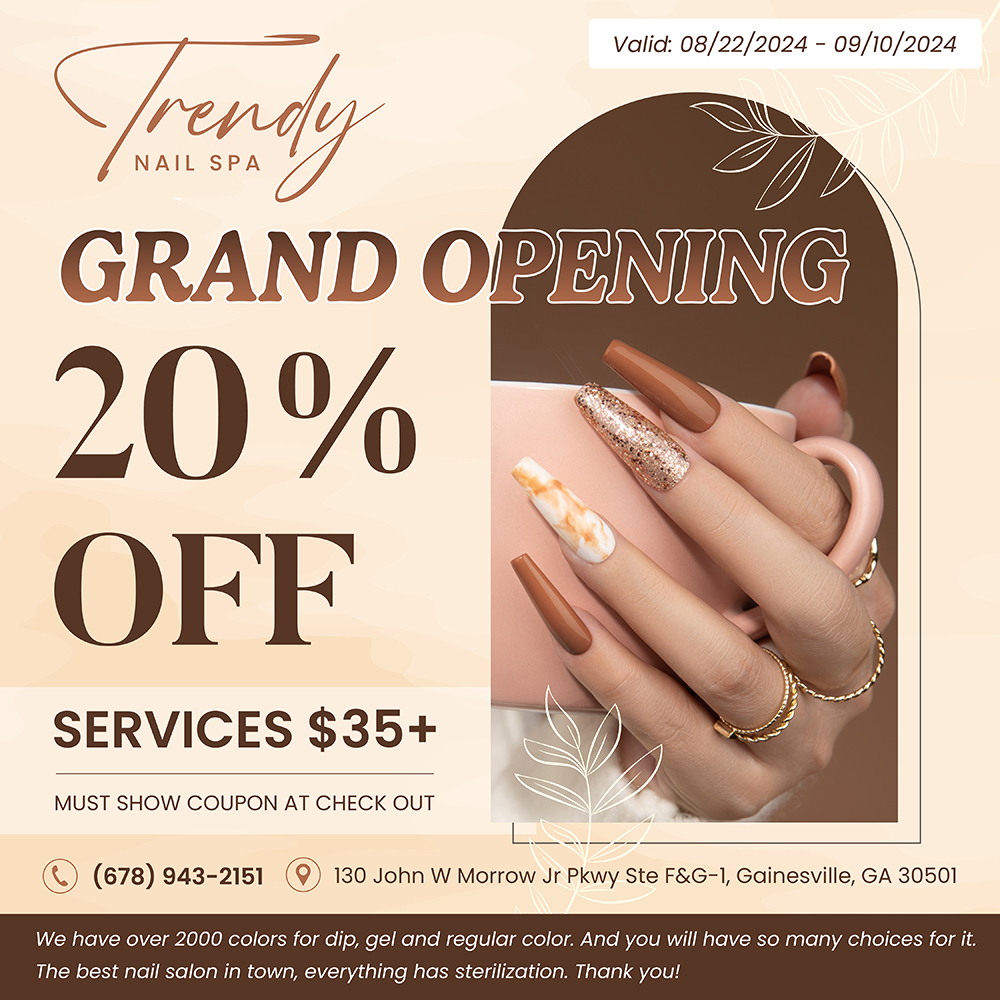 Valid: 08/22/2024 - 09/10/2024
Trendy
NAIL SPA
GRAND OPENING
20%
OFF
SERVICES $35+
MUST SHOW COUPON AT CHECK OUT
(678) 943-2151 130 John W Morrow Jr Pkwy Ste F&G-1, Gainesville, GA 30501
We have over 2000 colors for dip, gel and regular color. And you will have so many choices for it.
The best nail salon in town, everything has sterilization. Thank you!